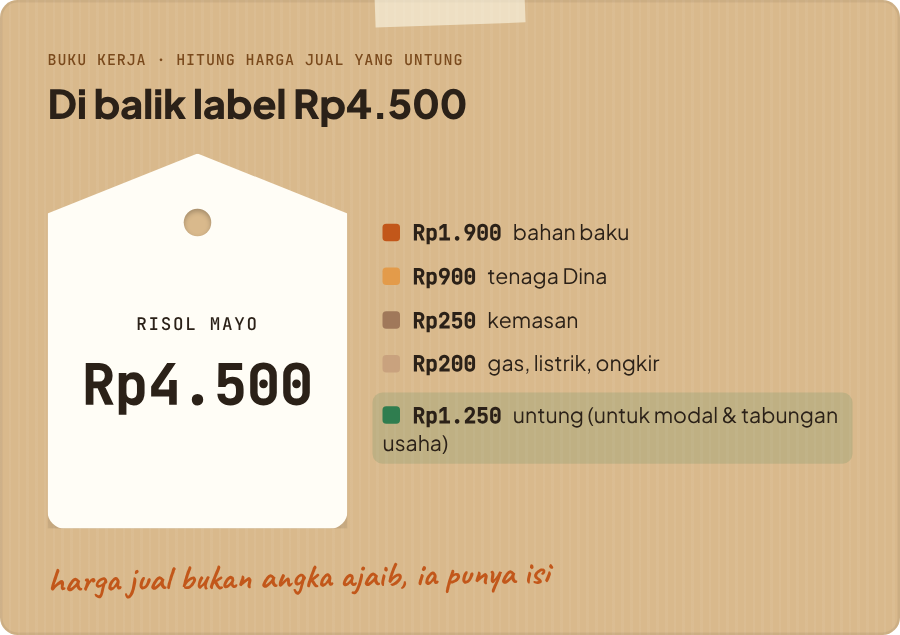 BUKU KERJA · HITUNG HARGA JUAL YANG UNTUNG
Di balik label Rp4.500
RISOL MAYO
Rp4.500
Rp1.900 bahan baku
Rp900 tenaga Dina
Rp250 kemasan
Rp200 gas, listrik, ongkir
Rp1.250 untung (untuk modal & tabungan
usaha)
harga jual bukan angka ajaib, ia punya isi